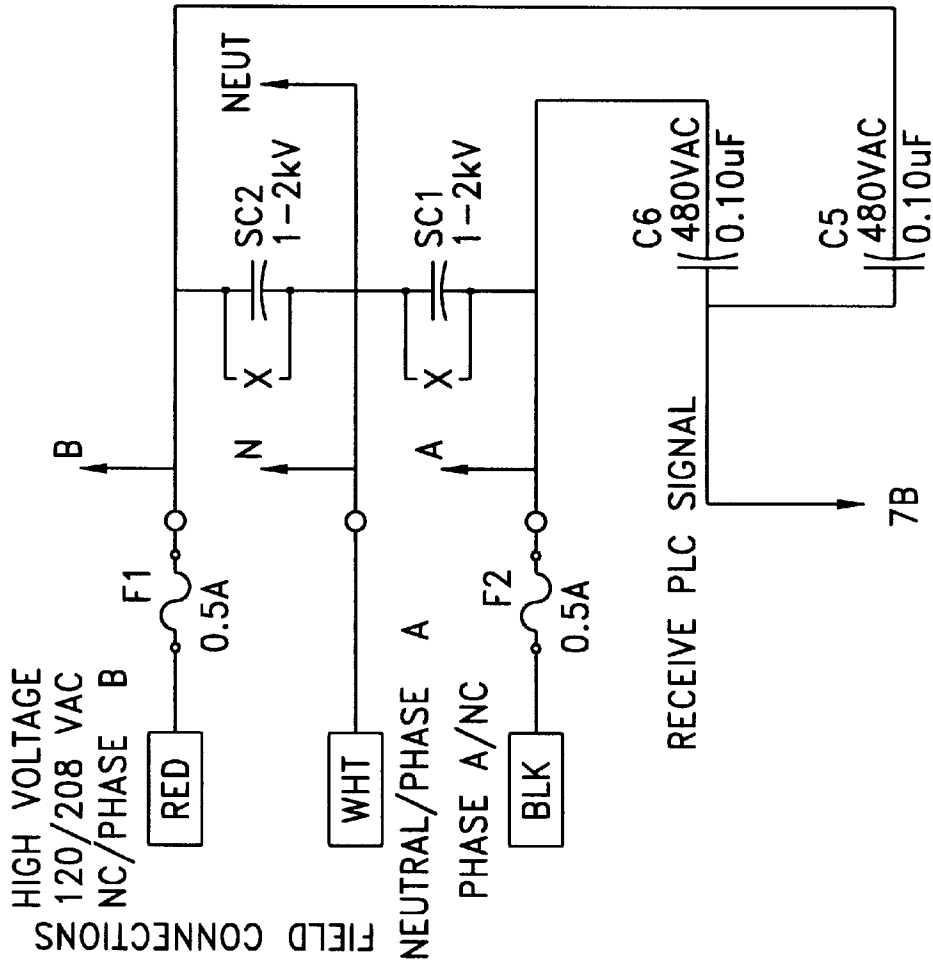 FIELD CONNECTIONS
HIGH VOLTAGE
120/208 VAC
NC/PHASE B
RED
F1
0.5A
B
SC2
1-2kV
X
NEUT
WHT
N
NEUTRAL/PHASE A
SC1
1-2kV
X
PHASE A/NC
BLK
F2
0.5A
A
RECEIVE PLC SIGNAL
7B
C6
480VAC
0.10uF
C5
480VAC
0.10uF